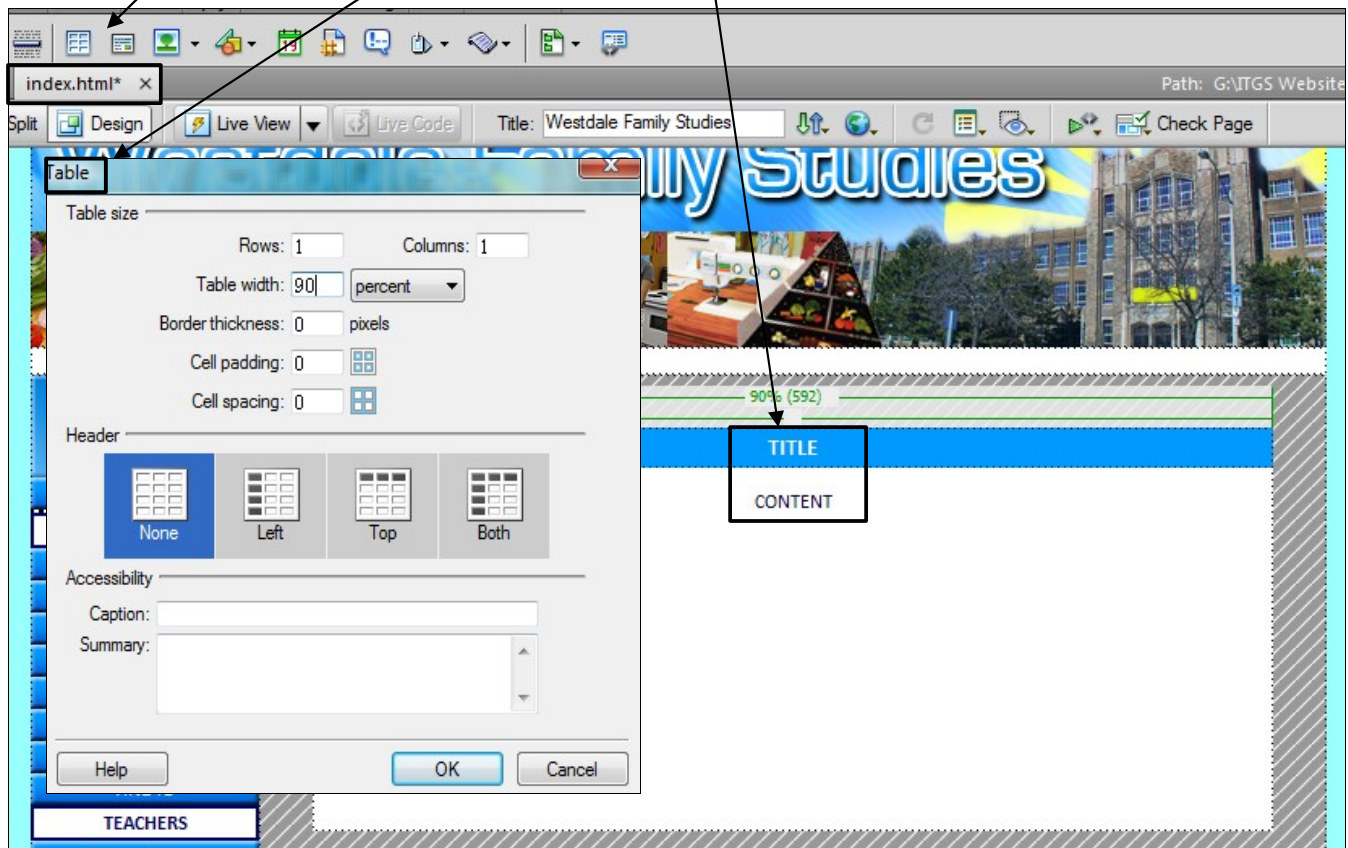 index.html* ×
Path: G:\ITGS Website
Split Design Live View Live Code Title: Westdale Family Studies Check Page
Westdale Family Studies
Table
Table size
Rows: 1 Columns: 1
Table width: 90 percent
Border thickness: 0 pixels
Cell padding: 0
Cell spacing: 0
90% (592)
Header
TITLE
CONTENT
None Left Top Both
Accessibility
Caption:
Summary:
Help OK Cancel
TEACHERS